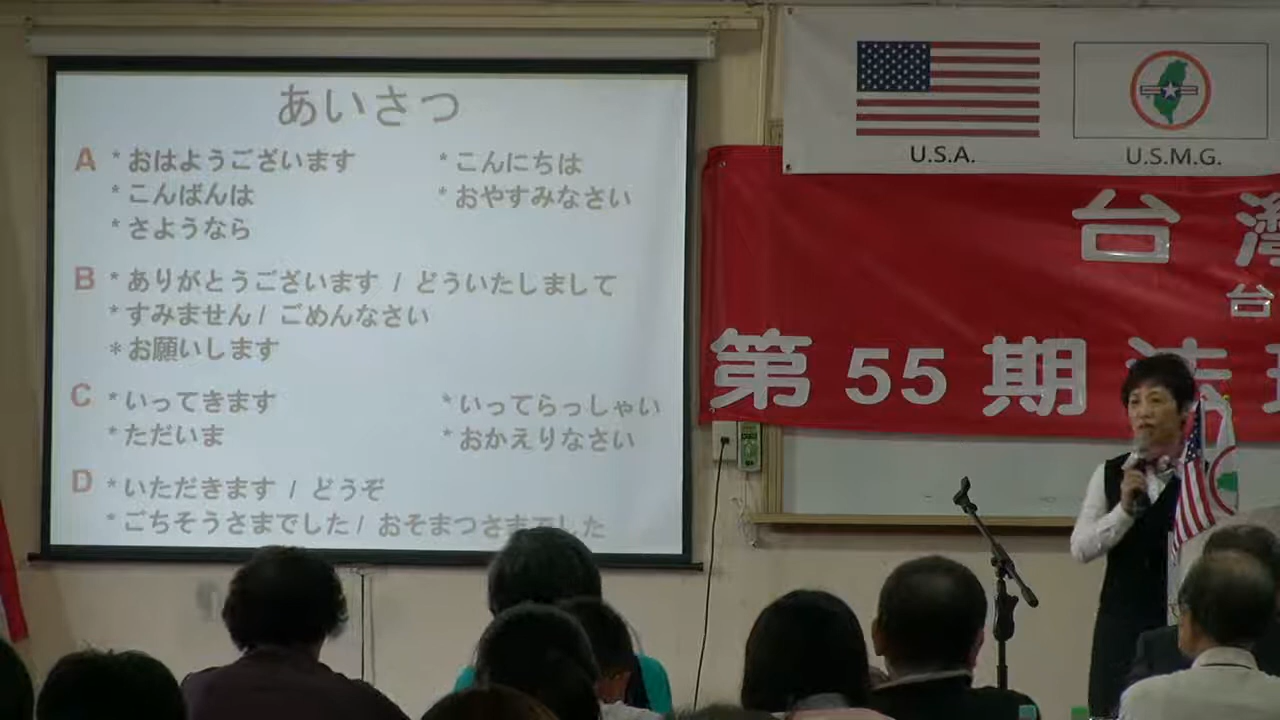 あいさつ
A *おはようございます *こんにちは
*こんばんは *おやすみなさい
*さようなら
B *ありがとうございます / どういたしまして
*すみません / ごめんなさい
*お願いします
C *いってきます *いってらっしゃい
*ただいま *おかえりなさい
D *いただきます / どうぞ
*ごちそうさまでした / おそまつさまでした
U.S.A. U.S.M.G.
台灣
台
第55期法理